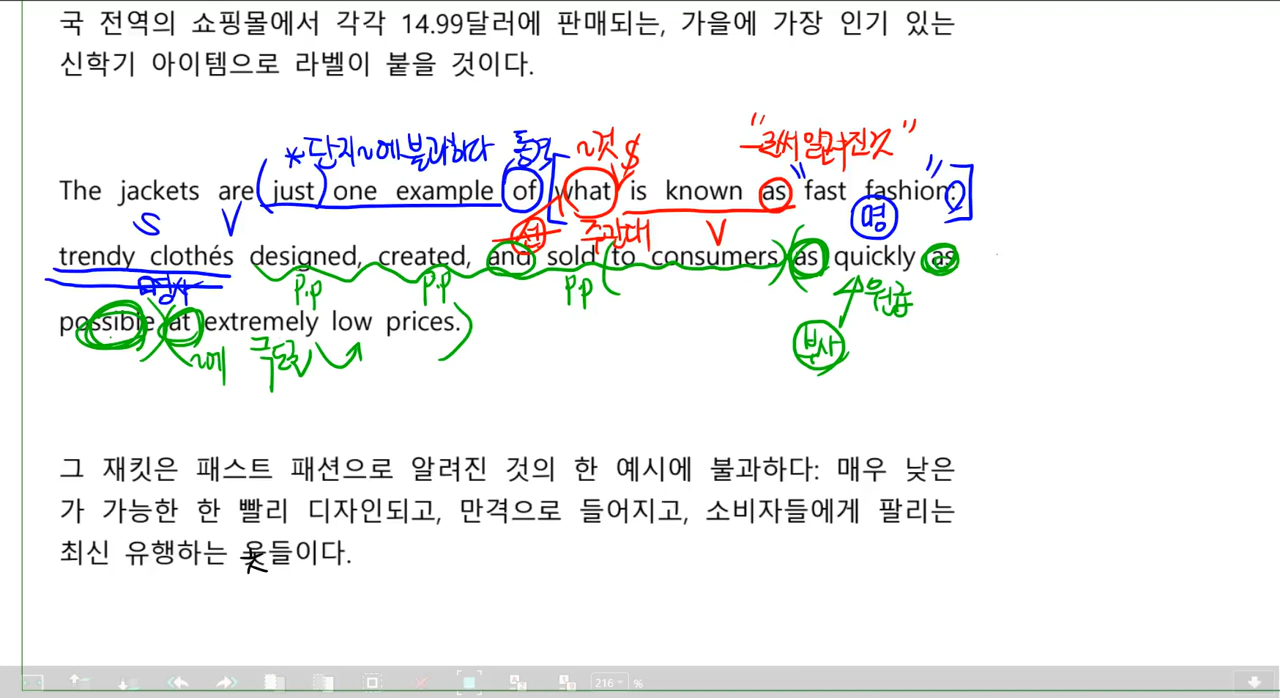 국 전역의 쇼핑몰에서 각각 14.99달러에 판매되는, 가을에 가장 인기 있는
신학기 아이템으로 라벨이 붙을 것이다.
*단지~에 불과하다 동격 ~것 S "~로써 알려진 것"
The jackets are just one example of what is known as "fast fashion":
S V 선 주관대 V 명
trendy clothes designed, created, and sold to consumers as quickly as
명사 p.p p.p p.p 원급
possible at extremely low prices.
~에 극도로 부사
그 재킷은 패스트 패션으로 알려진 것의 한 예시에 불과하다: 매우 낮은
가 가능한 한 빨리 디자인되고, 만격으로 들어지고, 소비자들에게 팔리는
최신 유행하는 옷들이다.
216 %